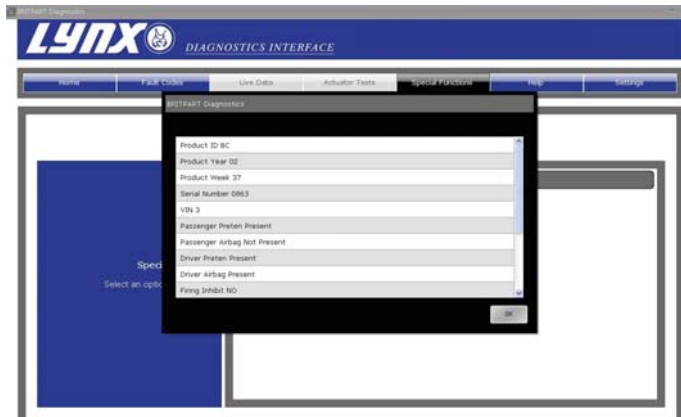 BRITPART Diagnostics
LYNX DIAGNOSTICS INTERFACE
Home Fault Codes Live Data Actuator Tests Special Functions Help Settings
BRITPART Diagnostics
Product ID BC
Product Year 02
Product Week 37
Serial Number 0863
VIN 3
Passenger Preten Present
Passenger Airbag Not Present
Driver Preten Present
Driver Airbag Present
Firing Inhibit NO
Speci
Select an optio
OK